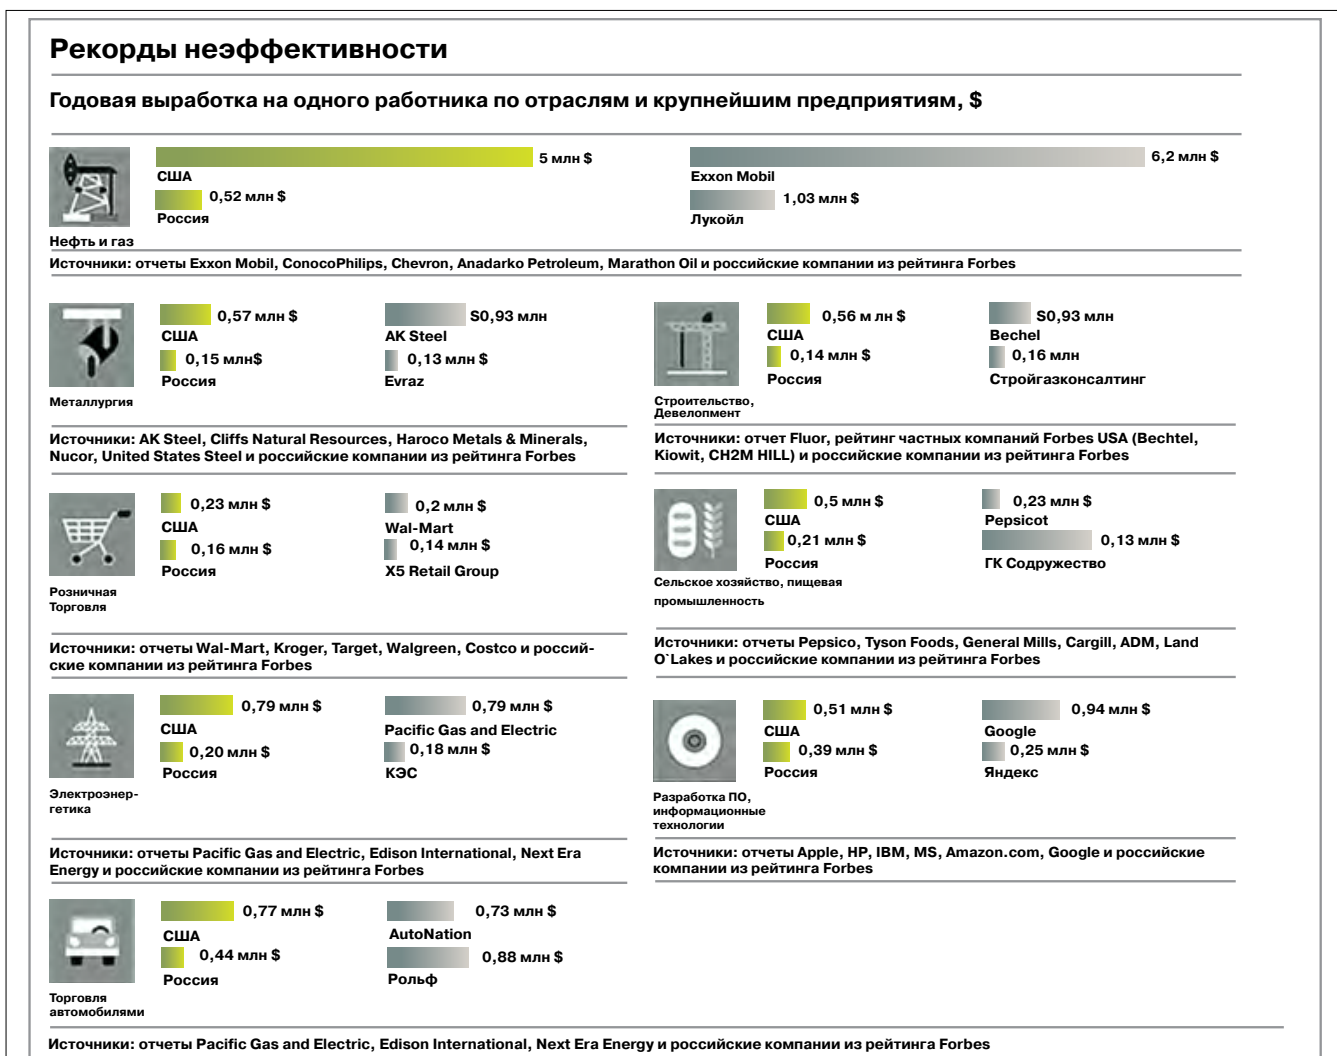 Рекорды неэффективности
Годовая выработка на одного работника по отраслям и крупнейшим предприятиям, $
5 млн $
США
0,52 млн $
Россия
6,2 млн $
Exxon Mobil
1,03 млн $
Лукойл
Нефть и газ
Источники: отчеты Exxon Mobil, ConocoPhilips, Chevron, Anadarko Petroleum, Marathon Oil и российские компании из рейтинга Forbes
0,57 млн $
США
0,15 млн$
Россия
S0,93 млн
AK Steel
0,13 млн $
Evraz
Металлургия
Источники: AK Steel, Cliffs Natural Resources, Haroco Metals & Minerals,
Nucor, United States Steel и российские компании из рейтинга Forbes
0,56 м лн $
США
0,14 млн $
Россия
S0,93 млн
Bechel
0,16 млн
Стройгазконсалтинг
Строительство,
Девелопмент
Источники: отчет Fluor, рейтинг частных компаний Forbes USA (Bechtel,
Kiowit, CH2M HILL) и российские компании из рейтинга Forbes
0,23 млн $
США
0,16 млн $
Россия
0,2 млн $
Wal-Mart
0,14 млн $
X5 Retail Group
Розничная
Торговля
Источники: отчеты Wal-Mart, Kroger, Target, Walgreen, Costco и россий-
ские компании из рейтинга Forbes
0,5 млн $
США
0,21 млн $
Россия
0,23 млн $
Pepsicot
0,13 млн $
ГК Содружество
Сельское хозяйство, пищевая
промышленность
Источники: отчеты Pepsico, Tyson Foods, General Mills, Cargill, ADM, Land
O`Lakes и российские компании из рейтинга Forbes
0,79 млн $
США
0,20 млн $
Россия
0,79 млн $
Pacific Gas and Electric
0,18 млн $
КЭС
Электроэнер-
гетика
Источники: отчеты Pacific Gas and Electric, Edison International, Next Era
Energy и российские компании из рейтинга Forbes
0,51 млн $
США
0,39 млн $
Россия
0,94 млн $
Google
0,25 млн $
Яндекс
Разработка ПО,
информационные
технологии
Источники: отчеты Apple, HP, IBM, MS, Amazon.com, Google и российские
компании из рейтинга Forbes
0,77 млн $
США
0,44 млн $
Россия
0,73 млн $
AutoNation
0,88 млн $
Рольф
Торговля
автомобилями
Источники: отчеты Pacific Gas and Electric, Edison International, Next Era Energy и российские компании из рейтинга Forbes